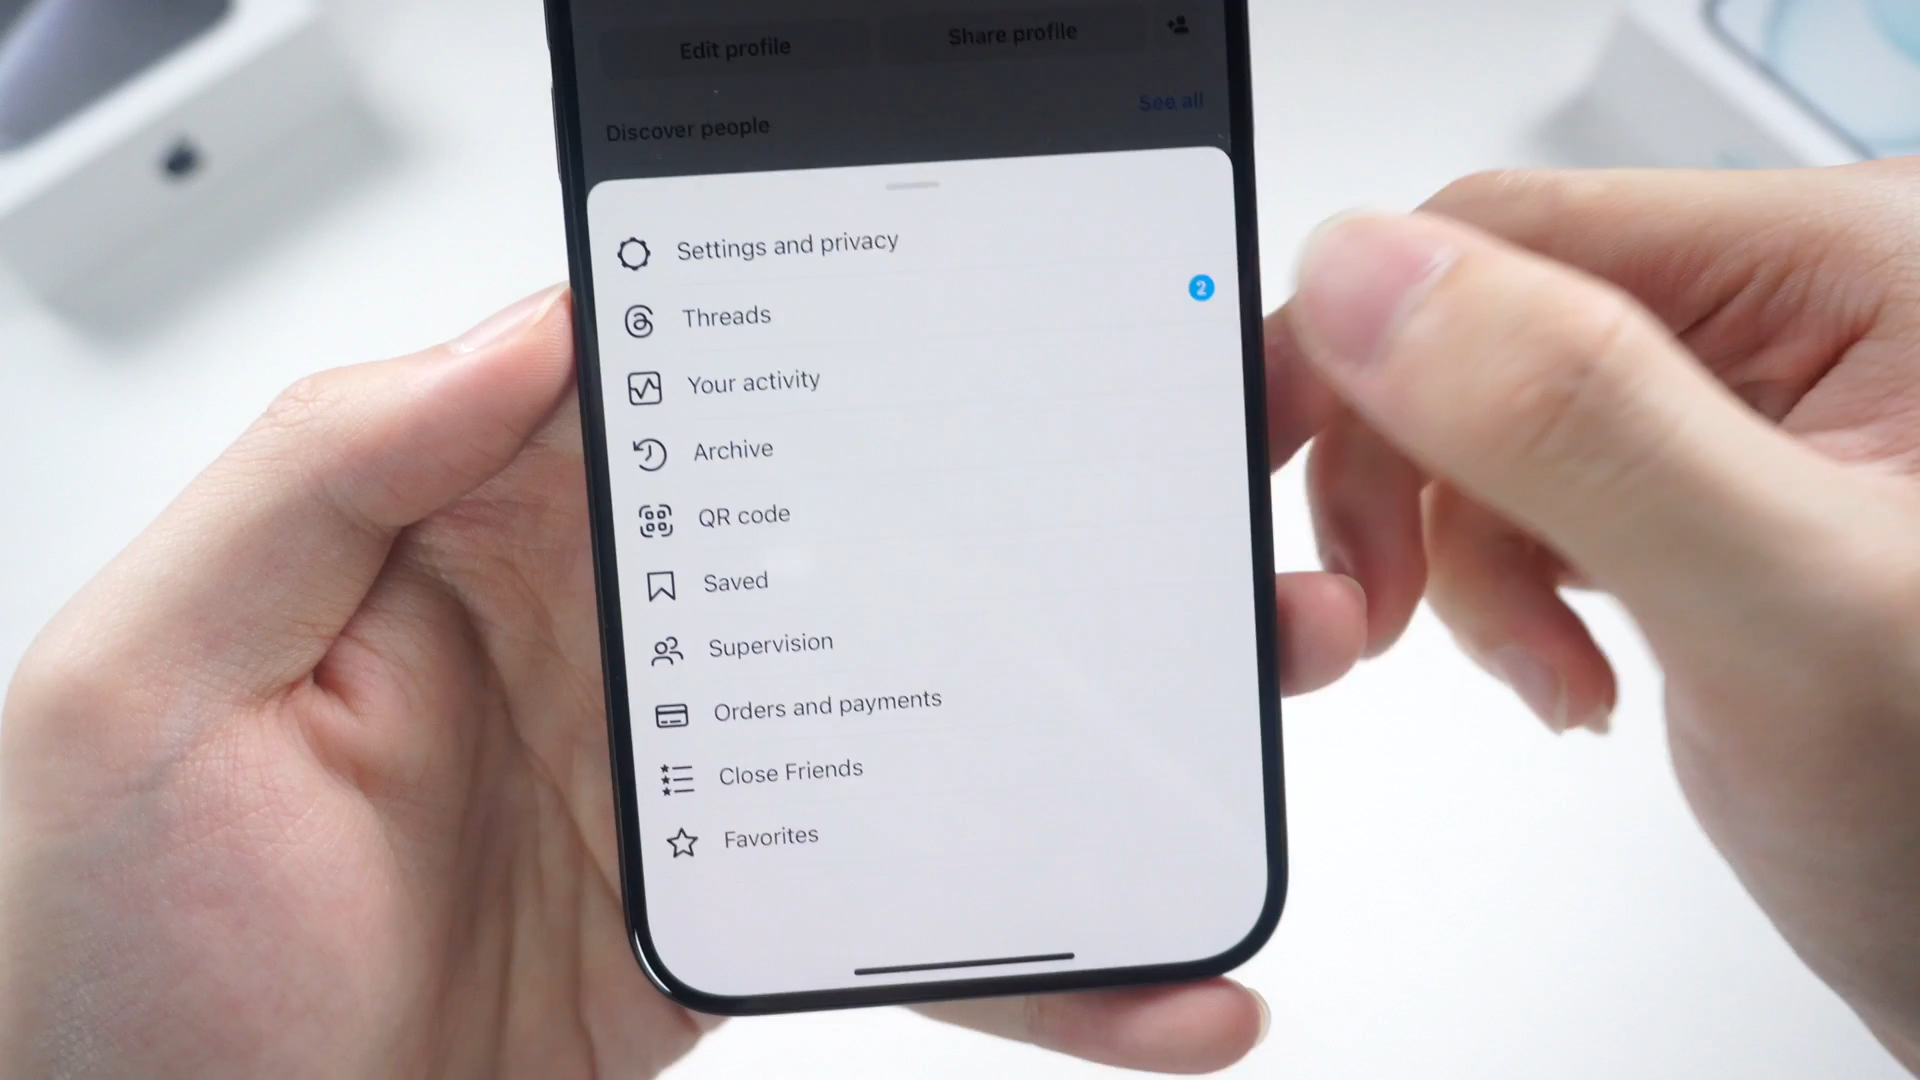 Edit profile
Share profile
Discover people
See all
Settings and privacy
Threads
2
Your activity
Archive
QR code
Saved
Supervision
Orders and payments
Close Friends
Favorites